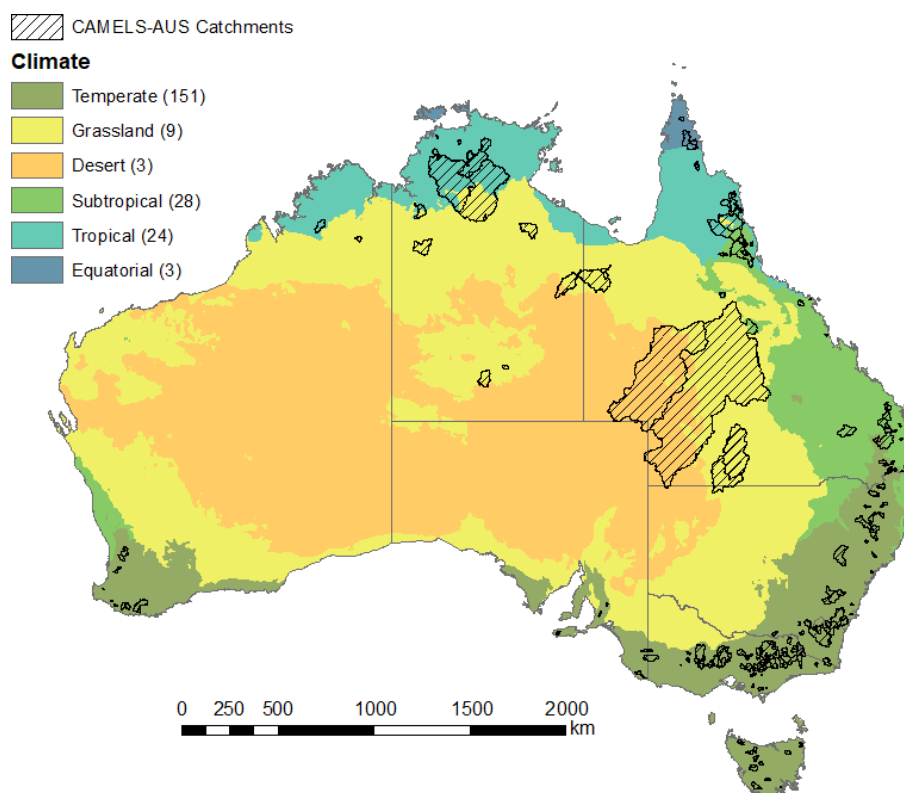 CAMELS-AUS Catchments
Climate
Temperate (151)
Grassland (9)
Desert (3)
Subtropical (28)
Tropical (24)
Equatorial (3)
0 250 500 1000 1500 2000
km